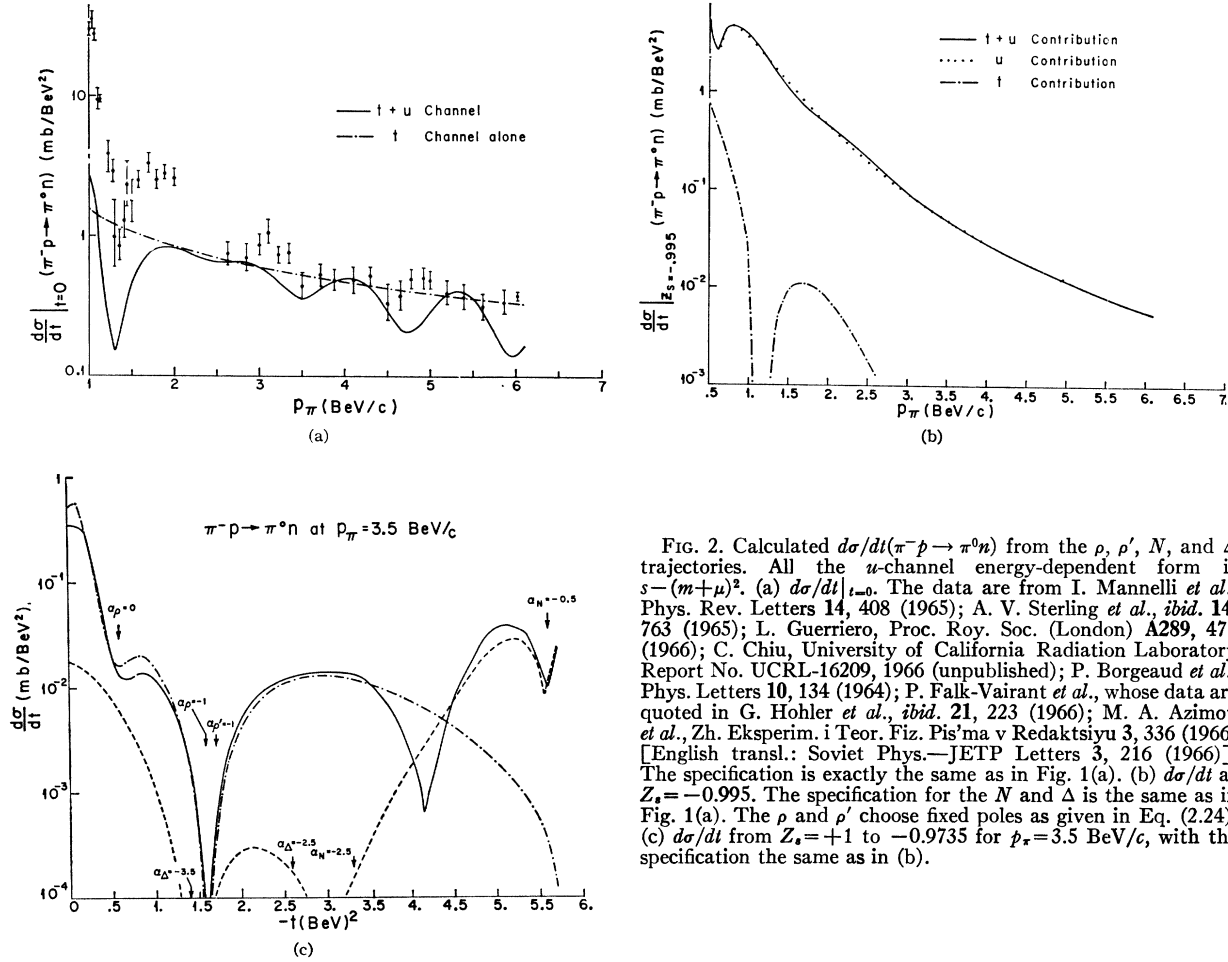 10
1
0.1
1
2
3
4
5
6
7
t + u Channel
t Channel alone
dσ/dt|t=0 (π⁻p→π°n) (mb/BeV²)
pπ(BeV/c)
(a)
1
10⁻¹
10⁻²
10⁻³
.5
1.
1.5
2.
2.5
3.
3.5
4.
4.5
5.
5.5
6.
6.5
7.
t + u Contribution
u Contribution
t Contribution
dσ/dt|Zs=-.995 (π⁻p→π°n) (mb/BeV²)
pπ(BeV/c)
(b)
1
10⁻¹
10⁻²
10⁻³
10⁻⁴
0
.5
1.
1.5
2.
2.5
3.
3.5
4.
4.5
5.
5.5
6.
π⁻p→π°n at pπ=3.5 BeV/c
αρ=0
αρ=-1
αρ'=-1
αΔ=-3.5
αΔ=-2.5
αN=-2.5
αN=-0.5
dσ/dt (mb/BeV²).
-t(BeV)²
(c)
FIG. 2. Calculated dσ/dt(π⁻p→π⁰n) from the ρ, ρ′, N, and Δ
trajectories. All the u-channel energy-dependent form i
s−(m+μ)². (a) dσ/dt|t=0. The data are from I. Mannelli et al.
Phys. Rev. Letters 14, 408 (1965); A. V. Sterling et al., ibid. 14
763 (1965); L. Guerriero, Proc. Roy. Soc. (London) A289, 47
(1966); C. Chiu, University of California Radiation Laborator
Report No. UCRL-16209, 1966 (unpublished); P. Borgeaud et al.
Phys. Letters 10, 134 (1964); P. Falk-Vairant et al., whose data ar
quoted in G. Hohler et al., ibid. 21, 223 (1966); M. A. Azimo
et al., Zh. Eksperim. i Teor. Fiz. Pis'ma v Redaktsiyu 3, 336 (1966
[English transl.: Soviet Phys.—JETP Letters 3, 216 (1966)]
The specification is exactly the same as in Fig. 1(a). (b) dσ/dt a
Zs=−0.995. The specification for the N and Δ is the same as i
Fig. 1(a). The ρ and ρ′ choose fixed poles as given in Eq. (2.24)
(c) dσ/dt from Zs=+1 to −0.9735 for pπ=3.5 BeV/c, with th
specification the same as in (b).